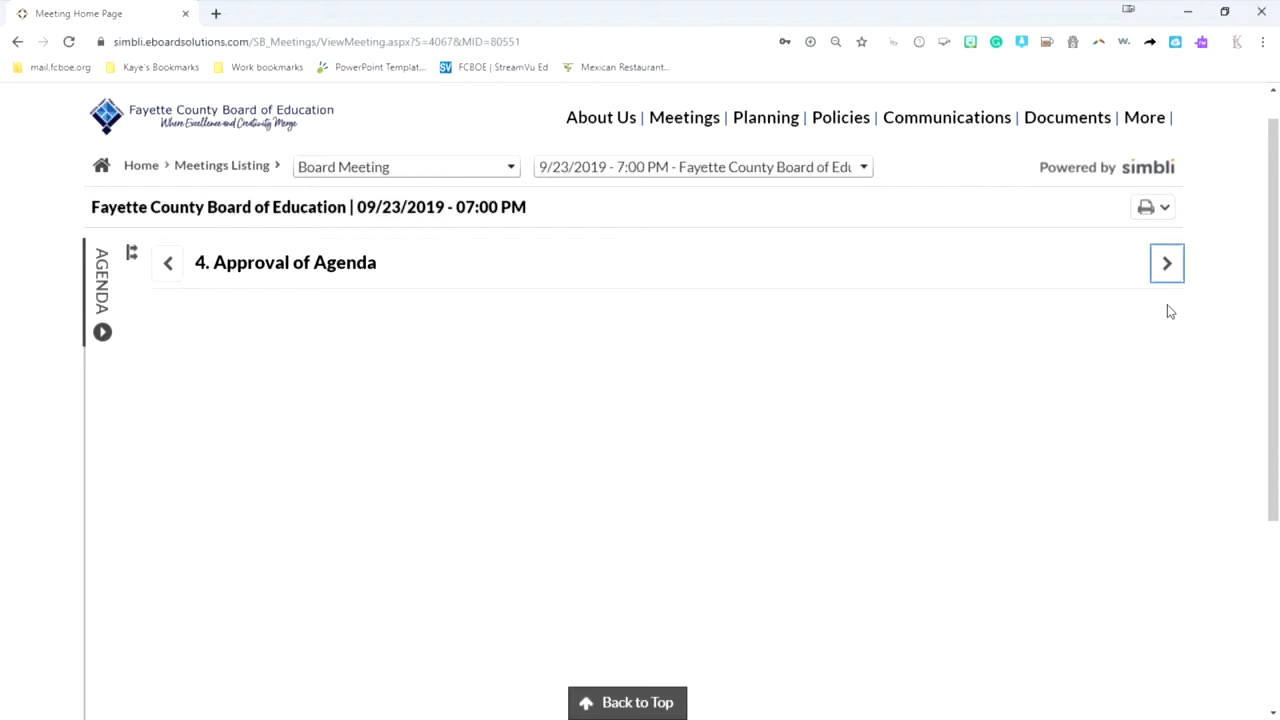 Meeting Home Page
simbli.eboardsolutions.com/SB_Meetings/ViewMeeting.aspx?S=4067&MID=80551
mail.fcboe.org Kaye's Bookmarks Work bookmarks PowerPoint Templat... SV FCBOE | StreamVu Ed Mexican Restaurant...
Fayette County Board of Education
Where Excellence and Creativity Merge
About Us | Meetings | Planning | Policies | Communications | Documents | More |
Home > Meetings Listing > Board Meeting 9/23/2019 - 7:00 PM - Fayette County Board of Edu Powered by simbli
Fayette County Board of Education | 09/23/2019 - 07:00 PM
AGENDA
4. Approval of Agenda
Back to Top